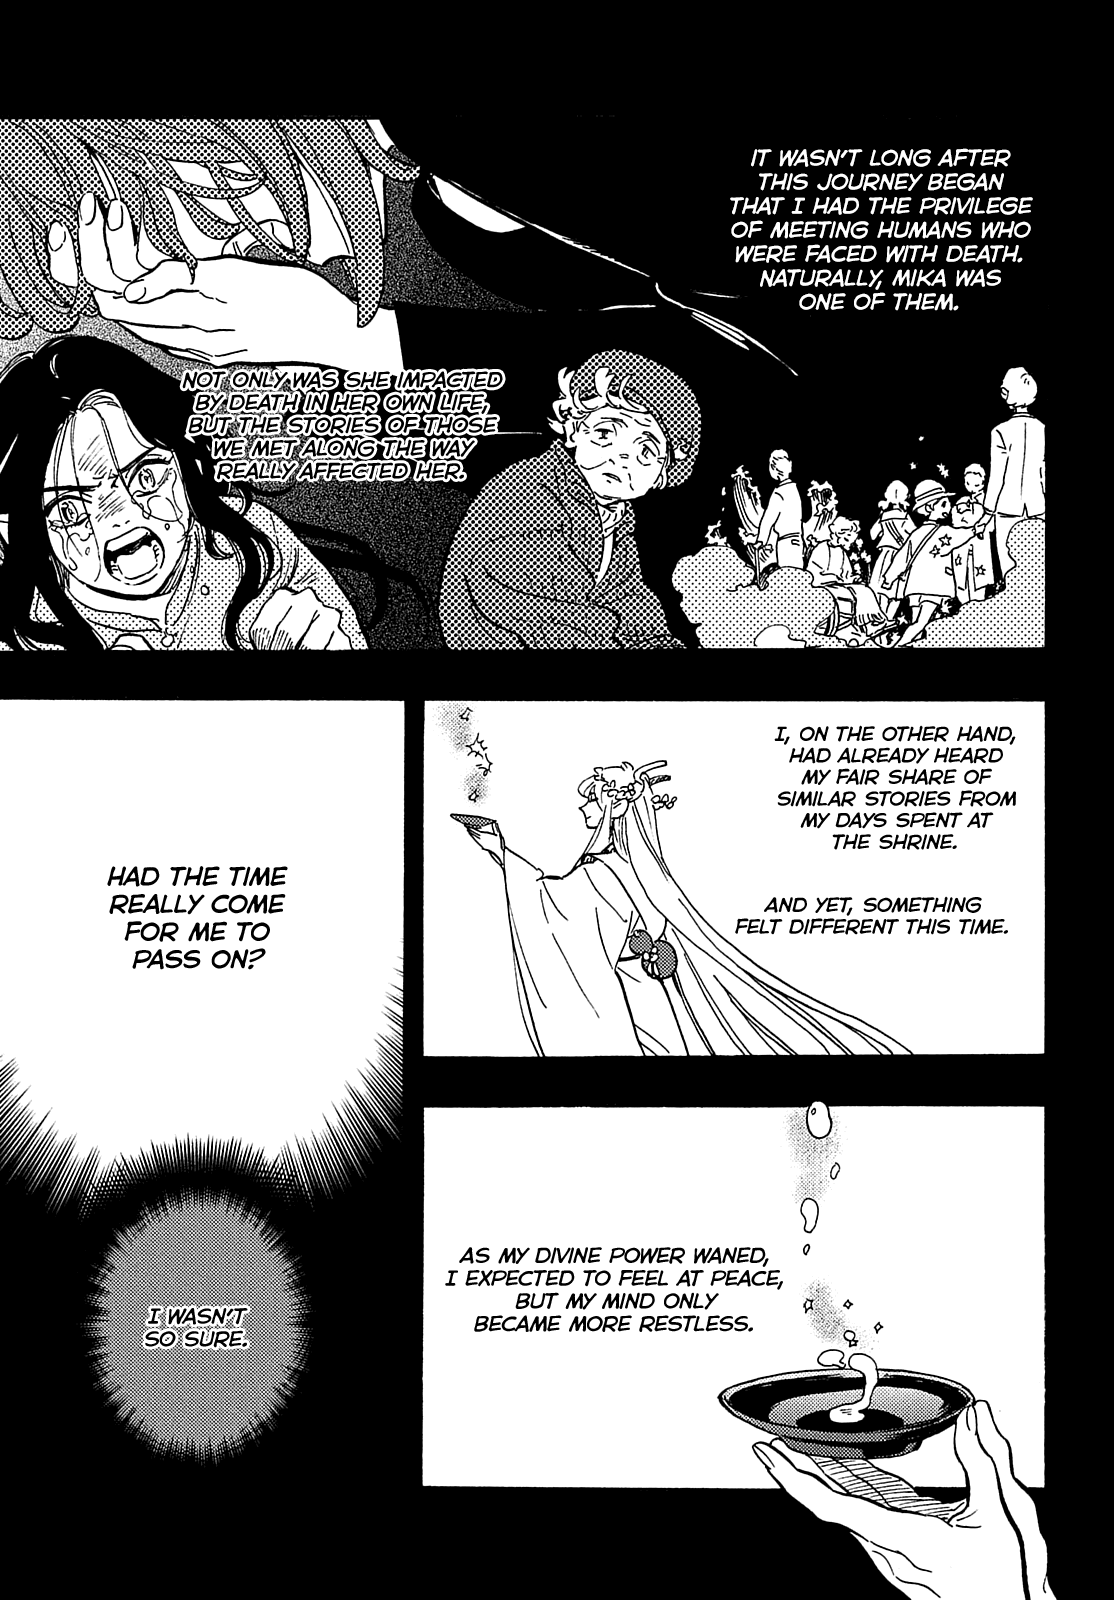 IT WASN'T LONG AFTER
THIS JOURNEY BEGAN
THAT I HAD THE PRIVILEGE
OF MEETING HUMANS WHO
WERE FACED WITH DEATH.
NATURALLY, MIKA WAS
ONE OF THEM.
NOT ONLY WAS SHE IMPACTED
BY DEATH IN HER OWN LIFE,
BUT THE STORIES OF THOSE
WE MET ALONG THE WAY
REALLY AFFECTED HER.
I, ON THE OTHER HAND,
HAD ALREADY HEARD
MY FAIR SHARE OF
SIMILAR STORIES FROM
MY DAYS SPENT AT
THE SHRINE.
AND YET, SOMETHING
FELT DIFFERENT THIS TIME.
AS MY DIVINE POWER WANED,
I EXPECTED TO FEEL AT PEACE,
BUT MY MIND ONLY
BECAME MORE RESTLESS.
HAD THE TIME
REALLY COME
FOR ME TO
PASS ON?
I WASN'T
SO SURE.